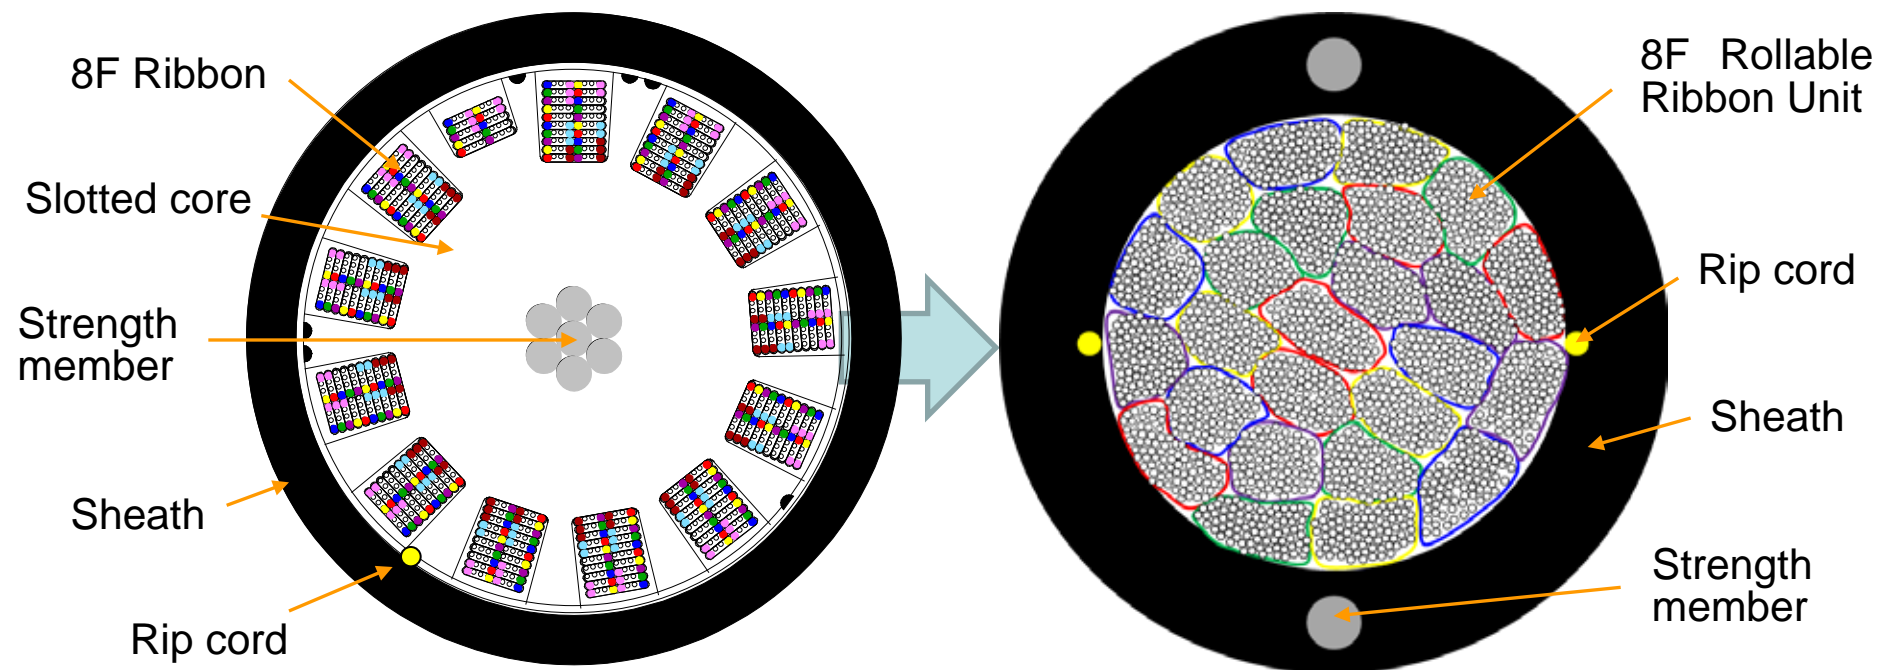 8F Ribbon
Slotted core
Strength
member
Sheath
Rip cord
8F Rollable
Ribbon Unit
Rip cord
Sheath
Strength
member